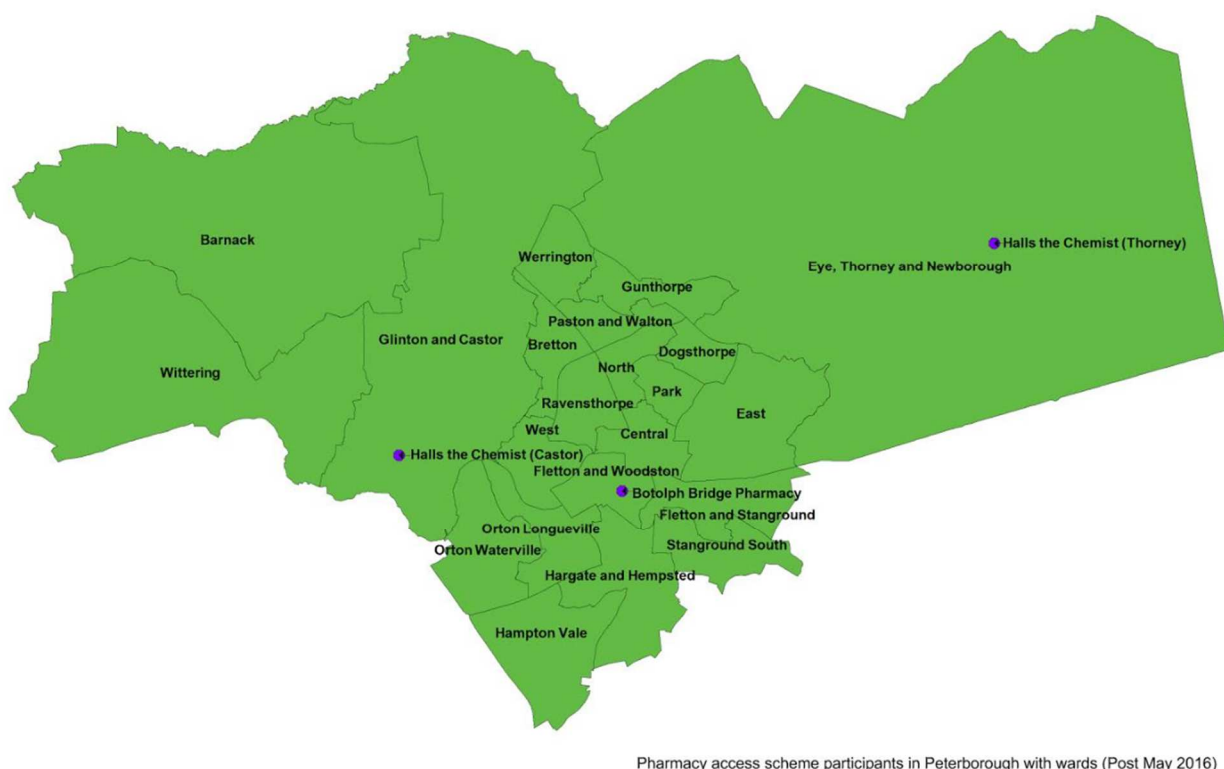 Barnack
Halls the Chemist (Thorney)
Werrington
Eye, Thorney and Newborough
Gunthorpe
Paston and Walton
Glinton and Castor
Bretton
Dogsthorpe
North
Wittering
Park
Ravensthorpe
East
West
Central
Halls the Chemist (Castor)
Fletton and Woodston
Botolph Bridge Pharmacy
Fletton and Stanground
Orton Longueville
Stanground South
Orton Waterville
Hargate and Hempsted
Hampton Vale
Pharmacy access scheme participants in Peterborough with wards (Post May 2016)